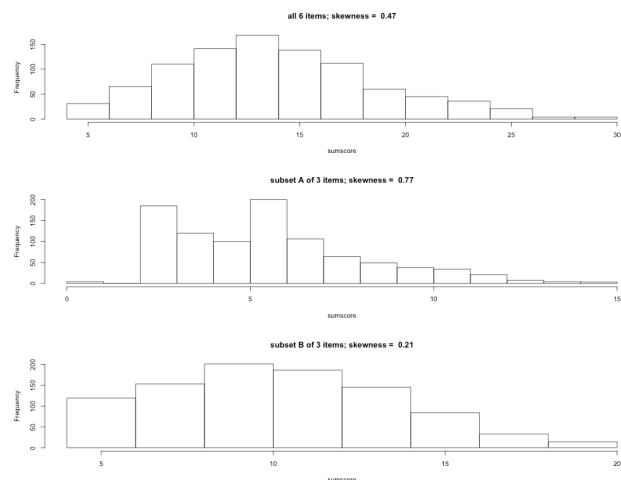 all 6 items; skewness = 0.47
Frequency
150
100
50
0
5 10 15 20 25 30
sumscore
subset A of 3 items; skewness = 0.77
Frequency
200
150
100
50
0
0 5 10 15
sumscore
subset B of 3 items; skewness = 0.21
Frequency
200
150
100
50
0
5 10 15 20
sumscore